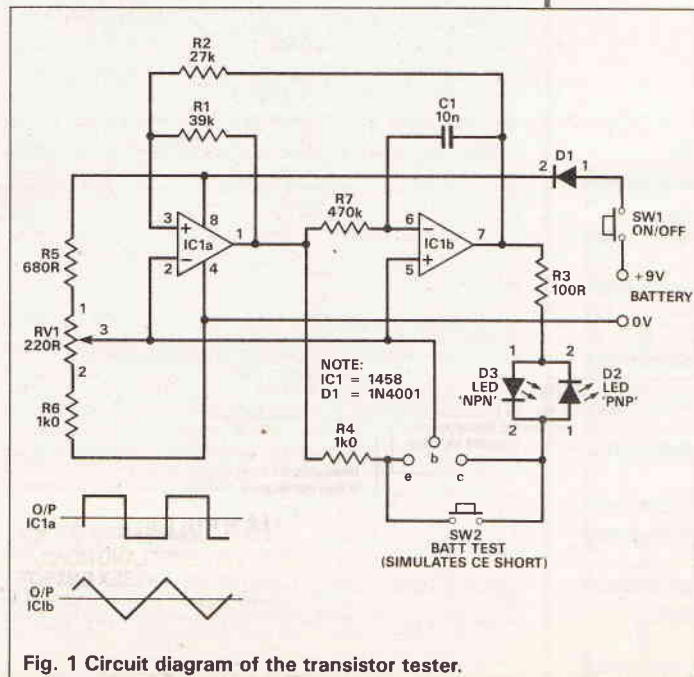 R2
27k
R1
39k
C1
10n
D1
2 1
R7
470k
3
+
8
IC1a
1
2
−
4
6
−
IC1b
7
5
+
SW1
ON/OFF
+9V
BATTERY
0V
R5
680R
1
RV1
220R
3
2
R6
1k0
R3
100R
NOTE:
IC1 = 1458
D1 = 1N4001
1
D3
LED
'NPN'
2
2
D2
LED
'PNP'
1
R4
1k0
e
b
c
SW2
BATT TEST
(SIMULATES CE SHORT)
O/P
IC1a
O/P
IC1b
Fig. 1 Circuit diagram of the transistor tester.